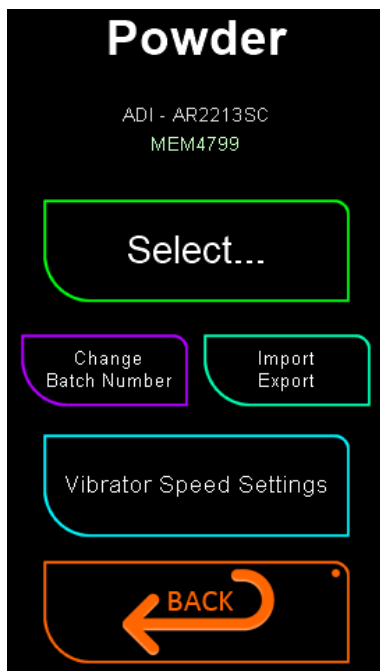 Powder
ADI - AR2213SC
MEM4799
Select...
Change
Batch Number
Import
Export
Vibrator Speed Settings
BACK